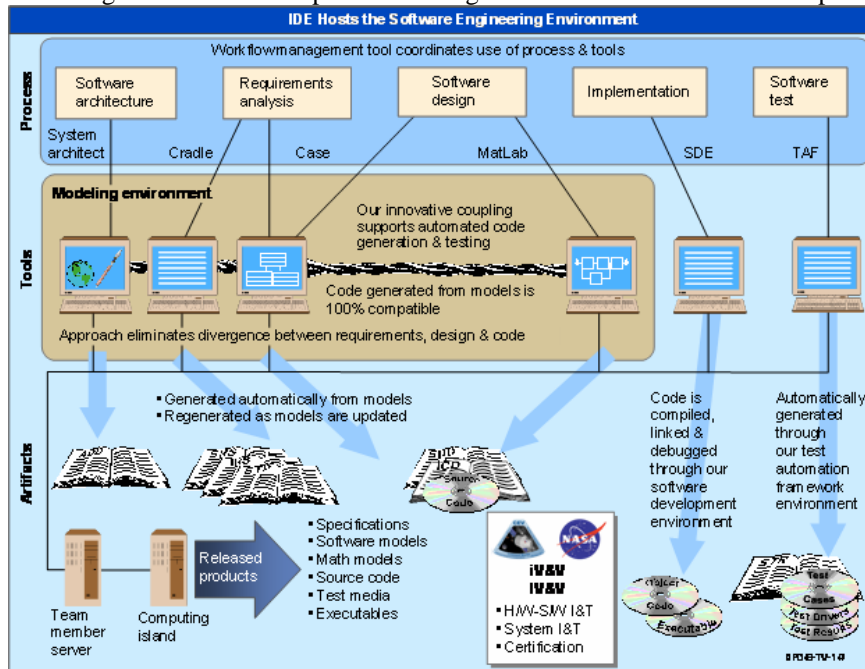 IDE Hosts the Software Engineering Environment
Workflowmanagement tool coordinates use of process & tools
Process
Software
architecture
Requirements
analysis
Software
design
Implementation
Software
test
System
architect
Cradle
Case
MatLab
SDE
TAF
Tools
Modeling environment
Our innovative coupling
supports automated code
generation & testing
Code generated from models is
100% compatible
Approach eliminates divergence between requirements, design & code
Artifacts
▪ Generated automatically from models
▪ Regenerated as models are updated
ICD
Source
Code
Code is
compiled,
linked &
debugged
through our
software
development
environment
Automatically
generated
through
our test
automation
framework
environment
Team
member
server
Computing
island
Released
products
▪ Specifications
▪ Software models
▪ Math models
▪ Source code
▪ Test media
▪ Executables
NASA
IV&V
IV&V
▪ H/W-S/W I&T
▪ System I&T
▪ Certification
Code
Executable
Test
Cases
Test Drivers
Test Results